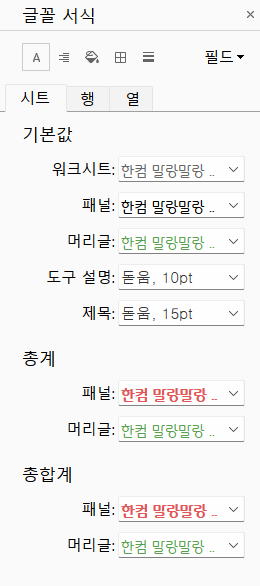 글꼴 서식 ×
A 필드
시트 행 열
기본값
워크시트: 한컴 말랑말랑 ..
패널: 한컴 말랑말랑 ..
머리글: 한컴 말랑말랑 ..
도구 설명: 돋움, 10pt
제목: 돋움, 15pt
총계
패널: 한컴 말랑말랑 ..
머리글: 한컴 말랑말랑 ..
총합계
패널: 한컴 말랑말랑 ..
머리글: 한컴 말랑말랑 ..